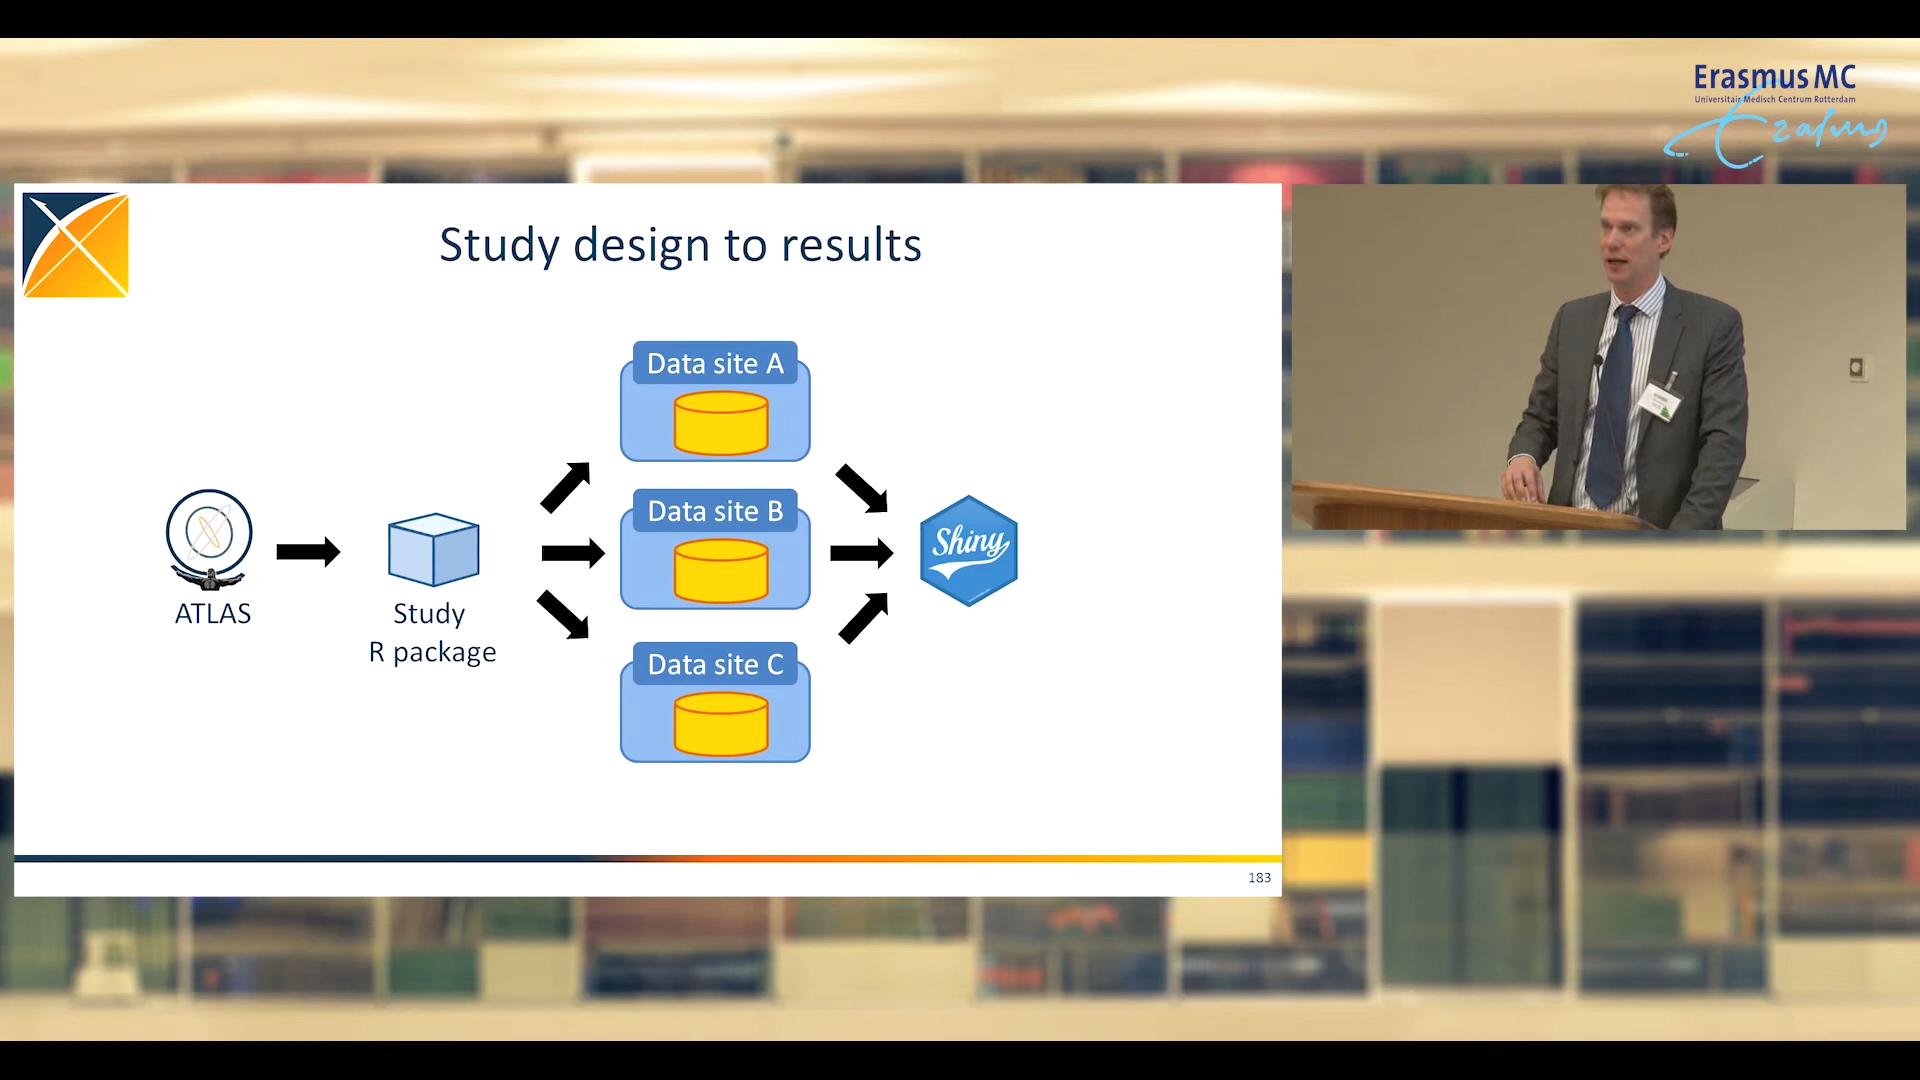 Erasmus MC
Universitair Medisch Centrum Rotterdam
Erasmus
Study design to results
Data site A
Data site B
Data site C
ATLAS
Study
R package
Shiny
183